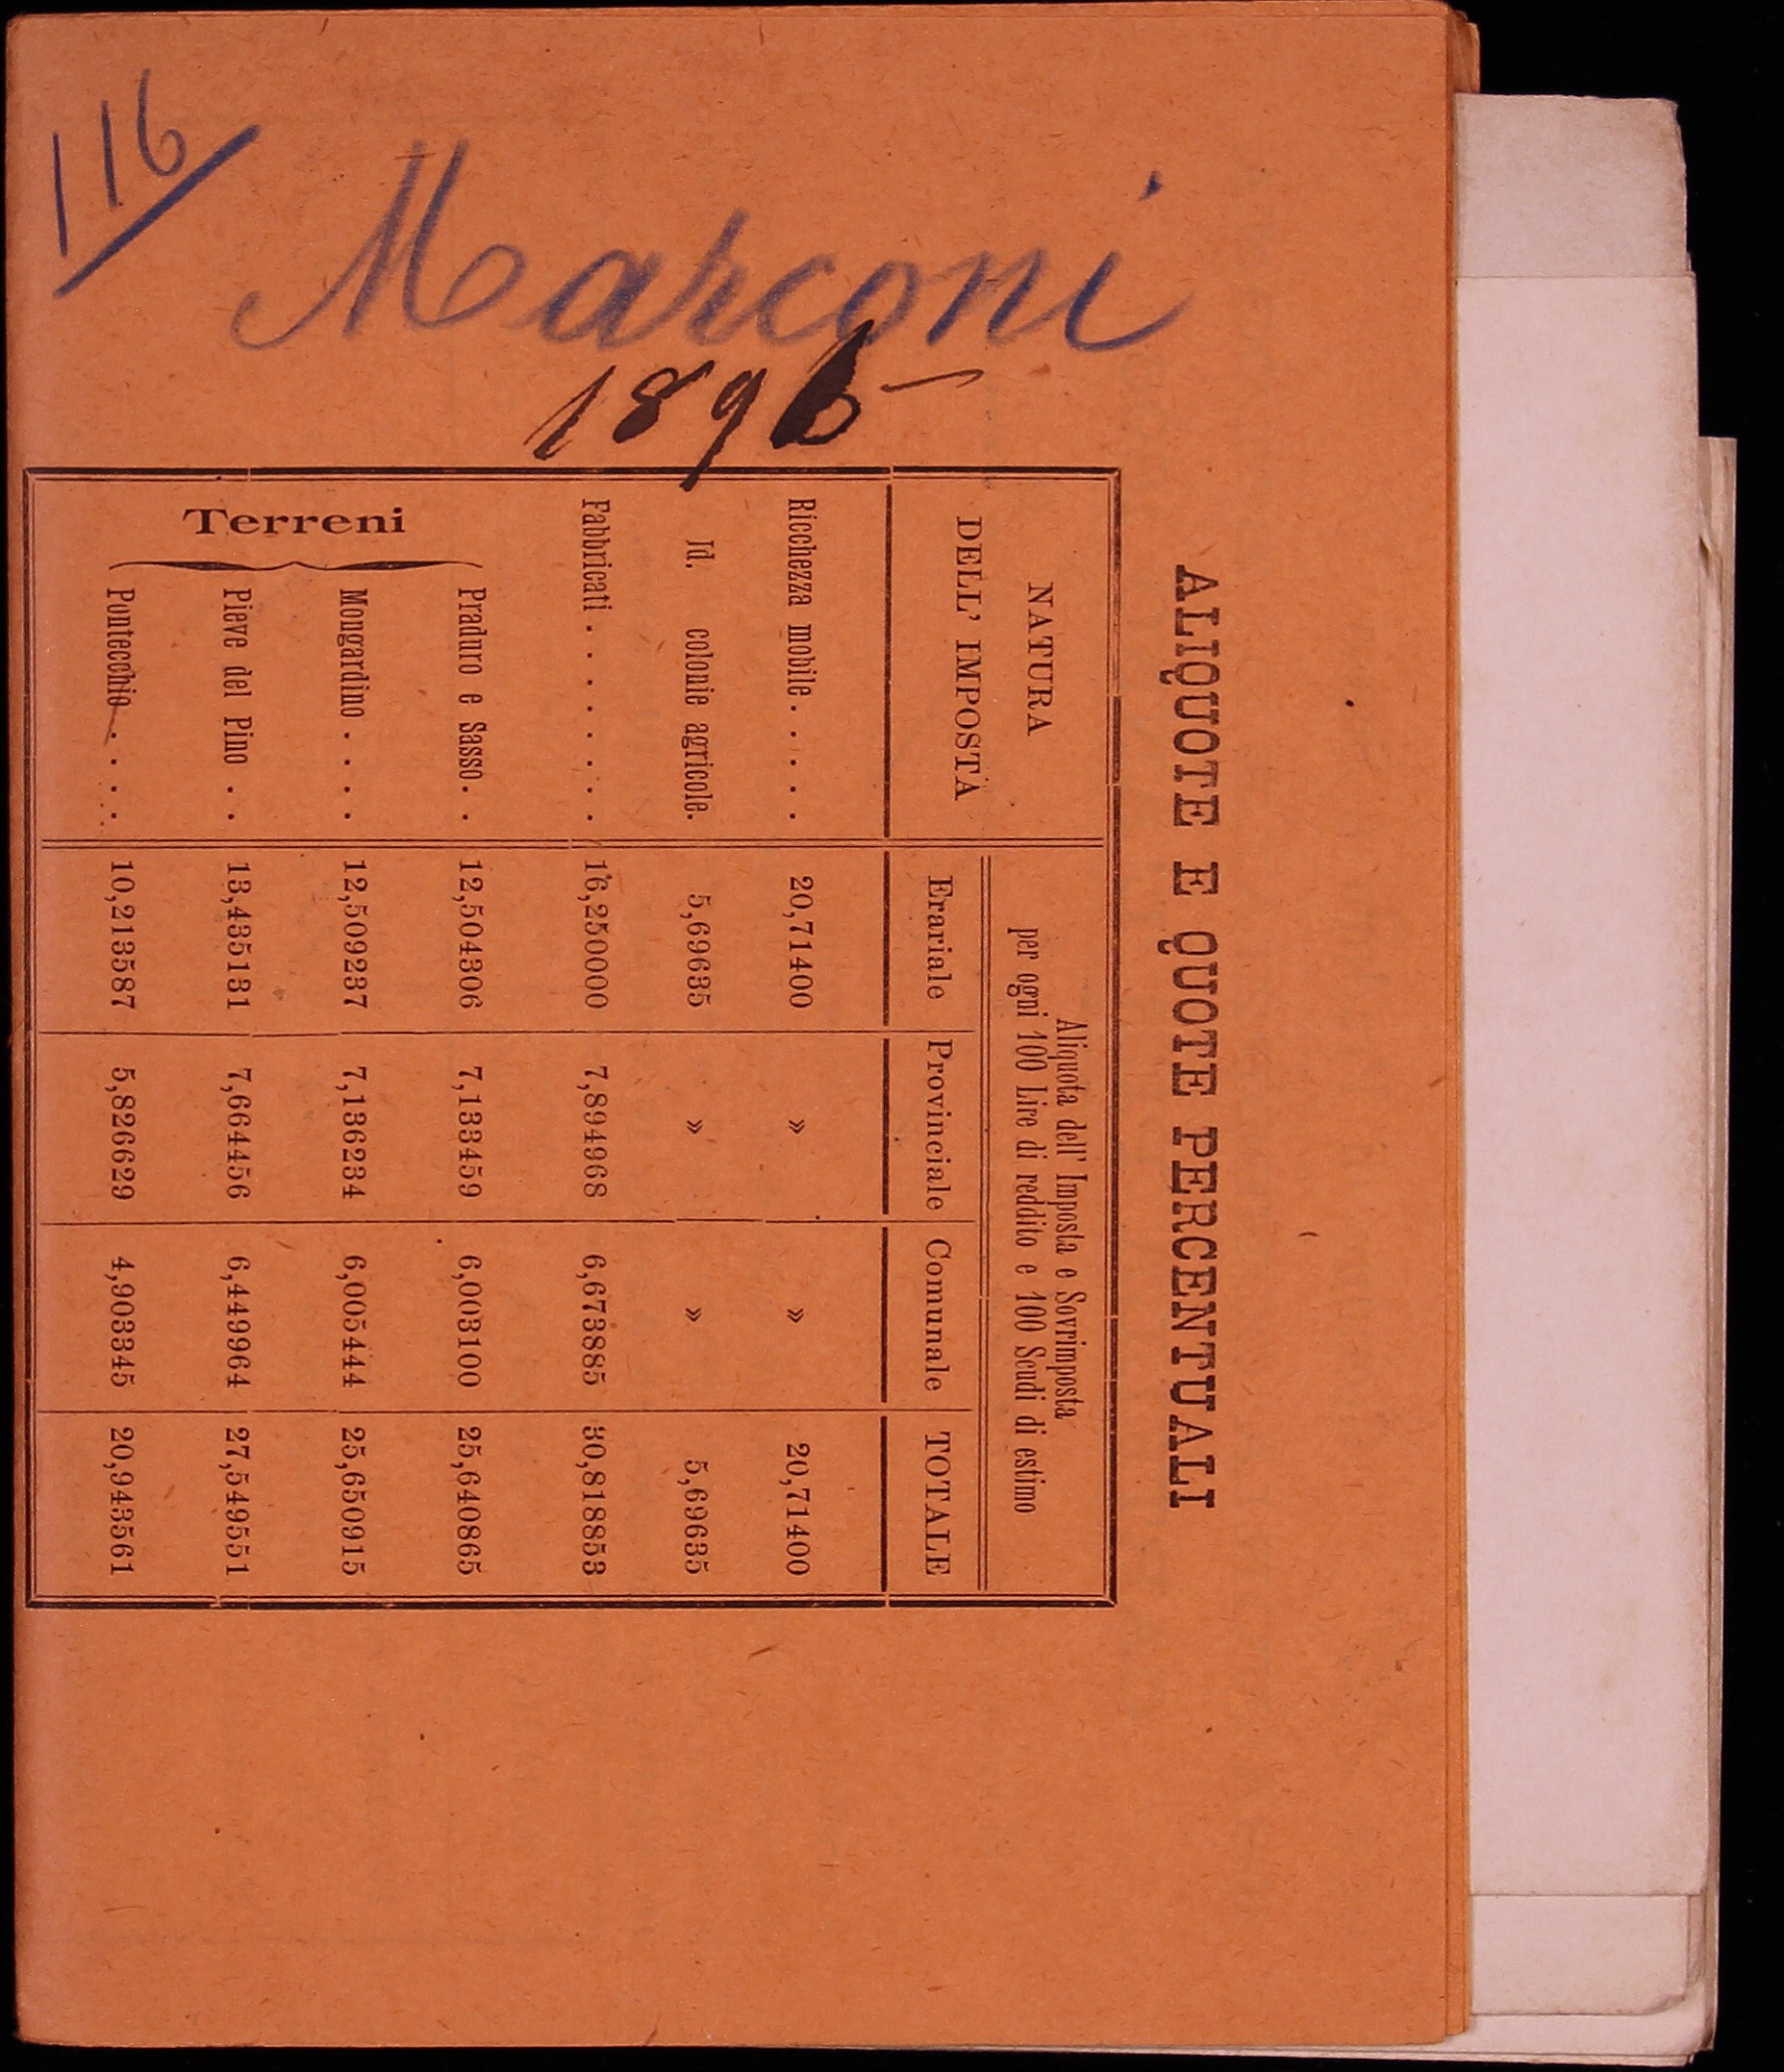 116
Marconi
1896
ALIQUOTE E QUOTE PERCENTUALI
NATURA
DELL' IMPOSTA
Aliquota dell' Imposta e Sovrimposta
per ogni 100 Lire di reddito e 100 Scudi di estimo
Erariale Provinciale Comunale TOTALE
Ricchezza mobile. . . . . 20,71400 » » 20,71400
Id. colonie agricole. 5,69635 » » 5,69635
Fabbricati . . . . . . . . 16,250000 7,894968 6,673885 30,818853
Terreni
Praduro e Sasso. . . 12,504306 7,133459 6,003100 25,640865
Mongardino . . . . 12,509237 7,136234 6,005444 25,650915
Pieve del Pino . . . 13,435131 7,664456 6,449964 27,549551
Pontecchio . . . . 10,213587 5,826629 4,903345 20,943561